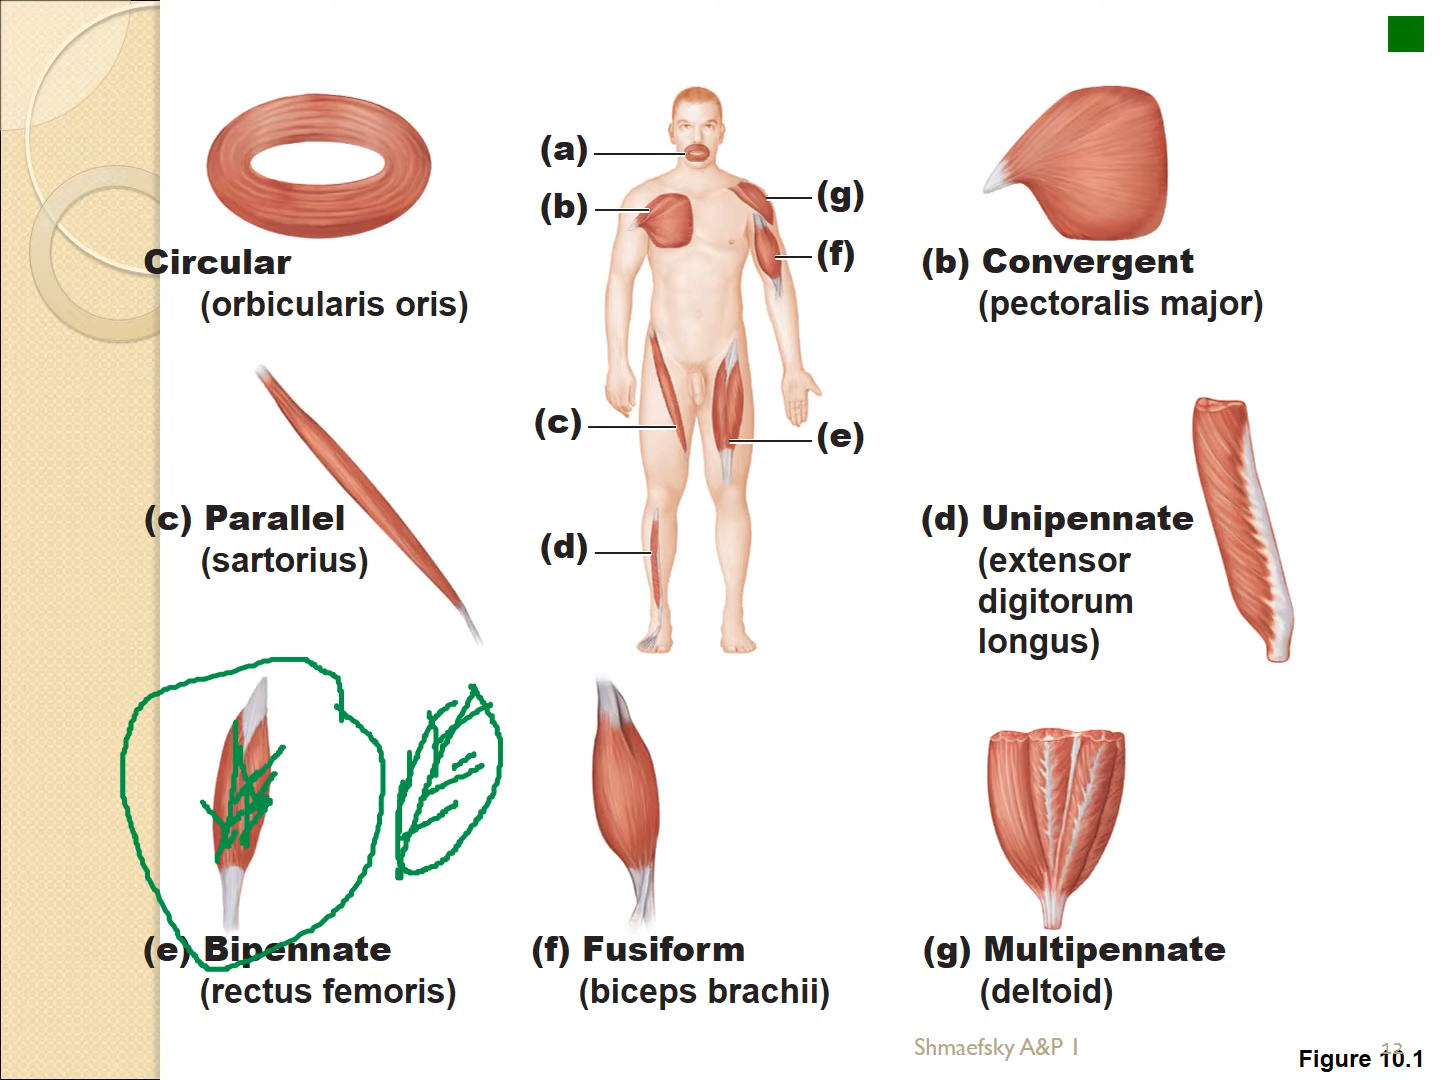 (a)
(b)
(g)
(f)
Circular
(orbicularis oris)
(b) Convergent
(pectoralis major)
(c)
(e)
(c) Parallel
(sartorius)
(d) Unipennate
(extensor
digitorum
longus)
(d)
(e) Bipennate
(rectus femoris)
(f) Fusiform
(biceps brachii)
(g) Multipennate
(deltoid)
Shmaefsky A&P 1
Figure 10.1